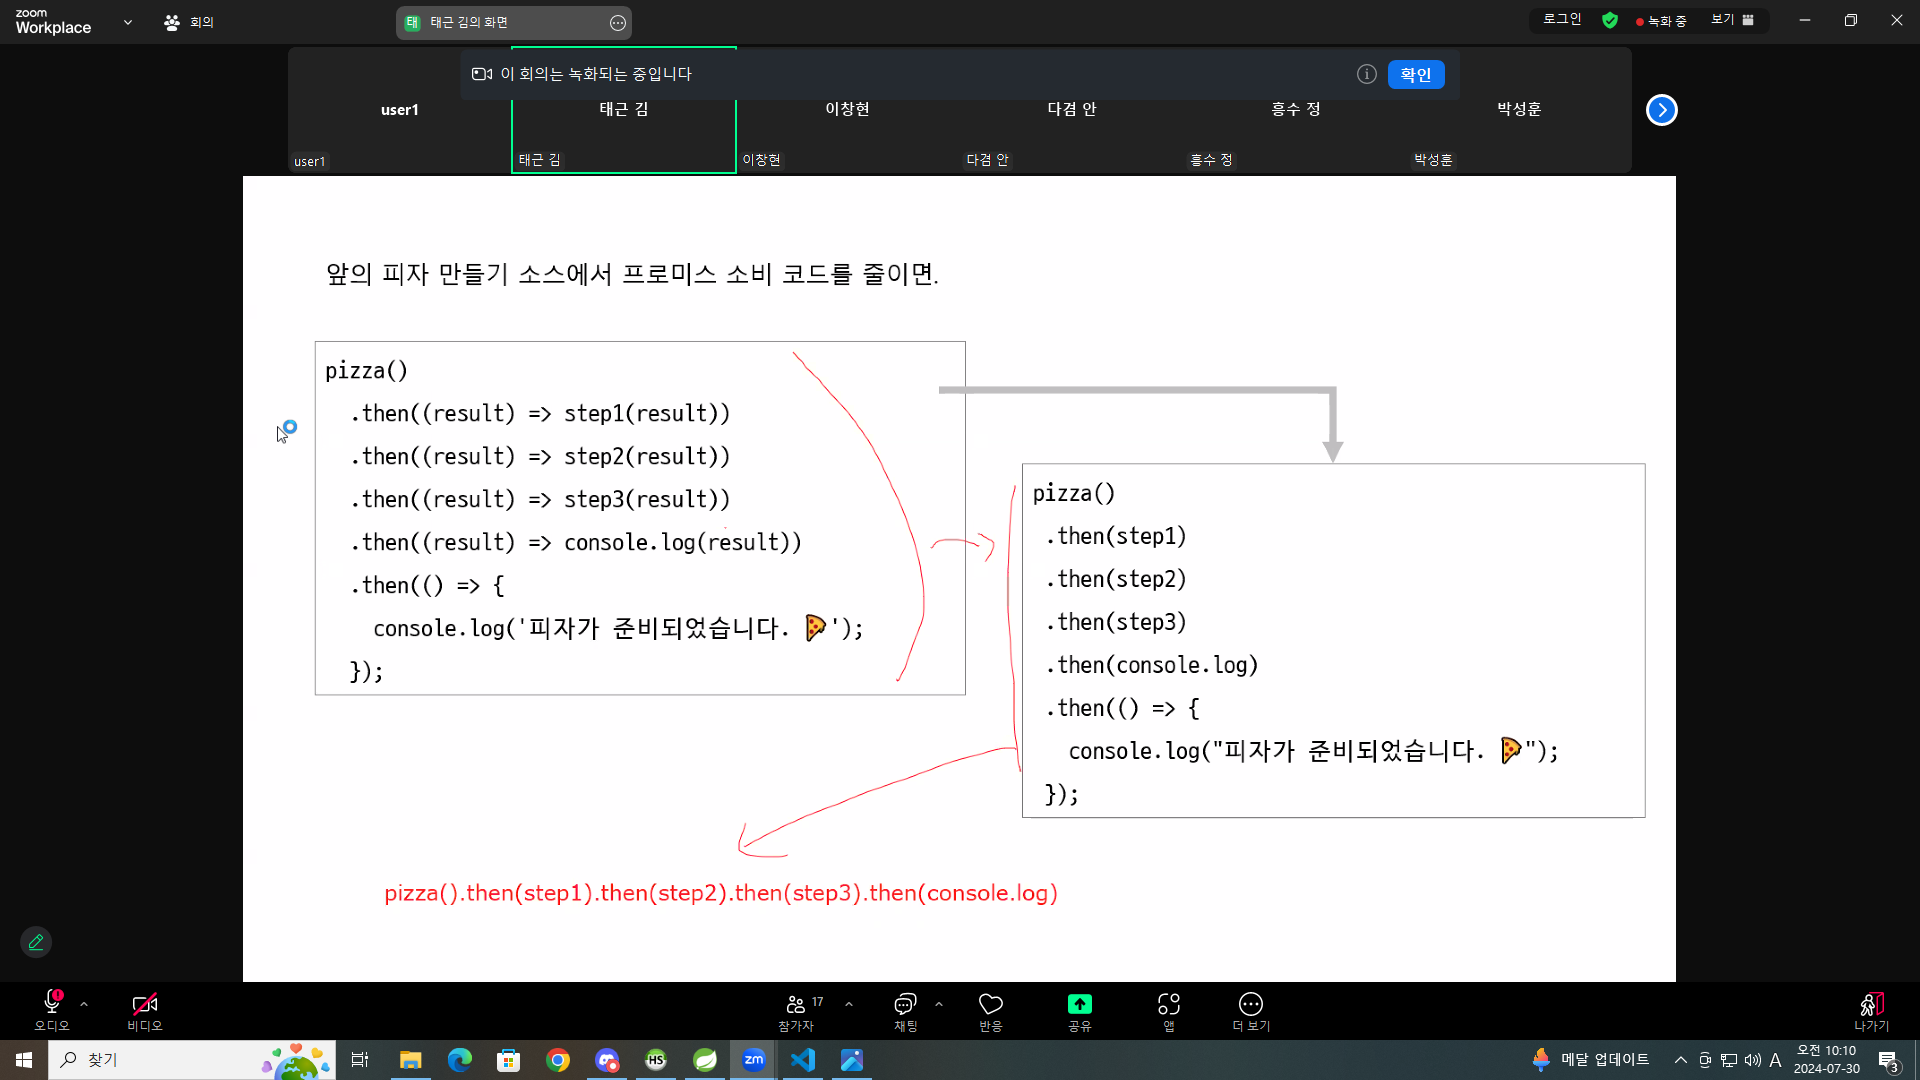 zoom
Workplace
회의
태 태근 김의 화면
로그인
녹화 중
보기
이 회의는 녹화되는 중입니다
확인
user1
태근 김
이창현
다겸 안
흥수 정
박성훈
user1
태근 김
이창현
다겸 안
흥수 정
박성훈
앞의 피자 만들기 소스에서 프로미스 소비 코드를 줄이면.
pizza()
.then((result) => step1(result))
.then((result) => step2(result))
.then((result) => step3(result))
.then((result) => console.log(result))
.then(() => {
console.log('피자가 준비되었습니다. 🍕');
});
pizza()
.then(step1)
.then(step2)
.then(step3)
.then(console.log)
.then(() => {
console.log("피자가 준비되었습니다. 🍕");
});
pizza().then(step1).then(step2).then(step3).then(console.log)
오디오
비디오
17
참가자
채팅
반응
공유
앱
더 보기
나가기
찾기
HS
zm
메달 업데이트
A
오전 10:10
2024-07-30
3